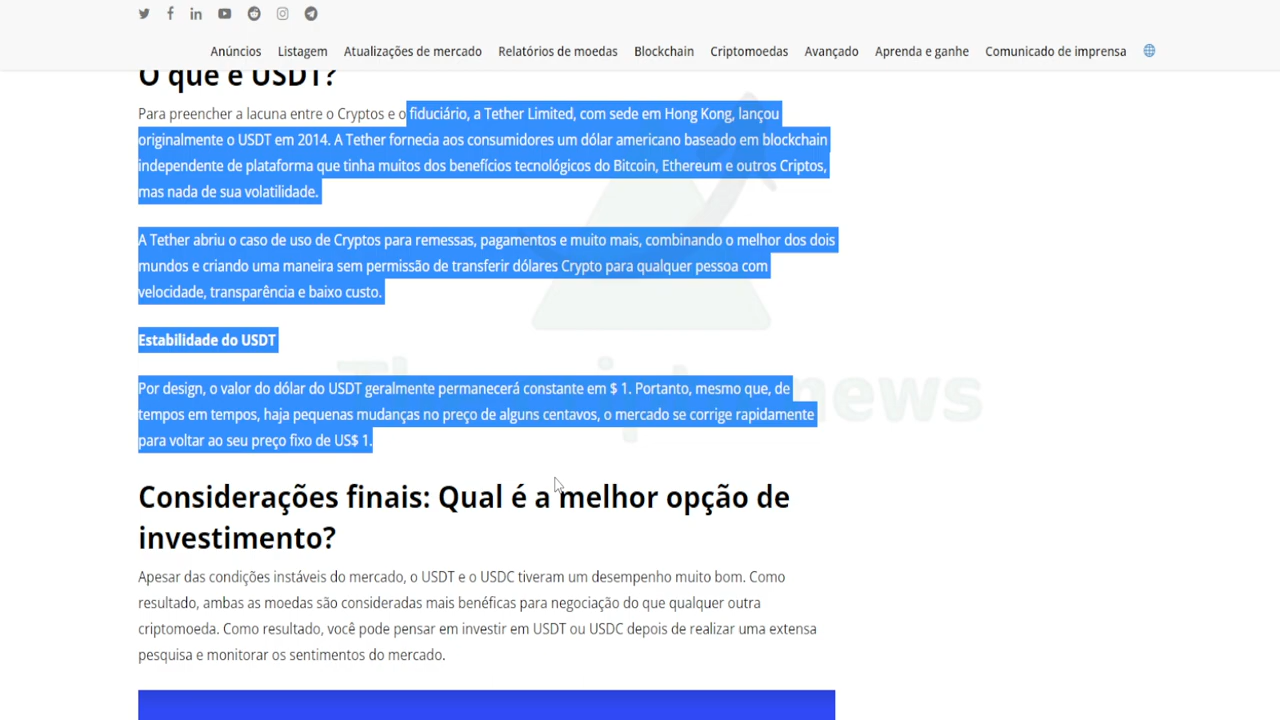 Anúncios Listagem Atualizações de mercado Relatórios de moedas Blockchain Criptomoedas Avançado Aprenda e ganhe Comunicado de imprensa
O que é USDT?
Para preencher a lacuna entre o Cryptos e o fiduciário, a Tether Limited, com sede em Hong Kong, lançou
originalmente o USDT em 2014. A Tether fornecia aos consumidores um dólar americano baseado em blockchain
independente de plataforma que tinha muitos dos benefícios tecnológicos do Bitcoin, Ethereum e outros Criptos,
mas nada de sua volatilidade.
A Tether abriu o caso de uso de Cryptos para remessas, pagamentos e muito mais, combinando o melhor dos dois
mundos e criando uma maneira sem permissão de transferir dólares Crypto para qualquer pessoa com
velocidade, transparência e baixo custo.
Estabilidade do USDT
Por design, o valor do dólar do USDT geralmente permanecerá constante em $ 1. Portanto, mesmo que, de
tempos em tempos, haja pequenas mudanças no preço de alguns centavos, o mercado se corrige rapidamente
para voltar ao seu preço fixo de US$ 1.
Considerações finais: Qual é a melhor opção de
investimento?
Apesar das condições instáveis do mercado, o USDT e o USDC tiveram um desempenho muito bom. Como
resultado, ambas as moedas são consideradas mais benéficas para negociação do que qualquer outra
criptomoeda. Como resultado, você pode pensar em investir em USDT ou USDC depois de realizar uma extensa
pesquisa e monitorar os sentimentos do mercado.